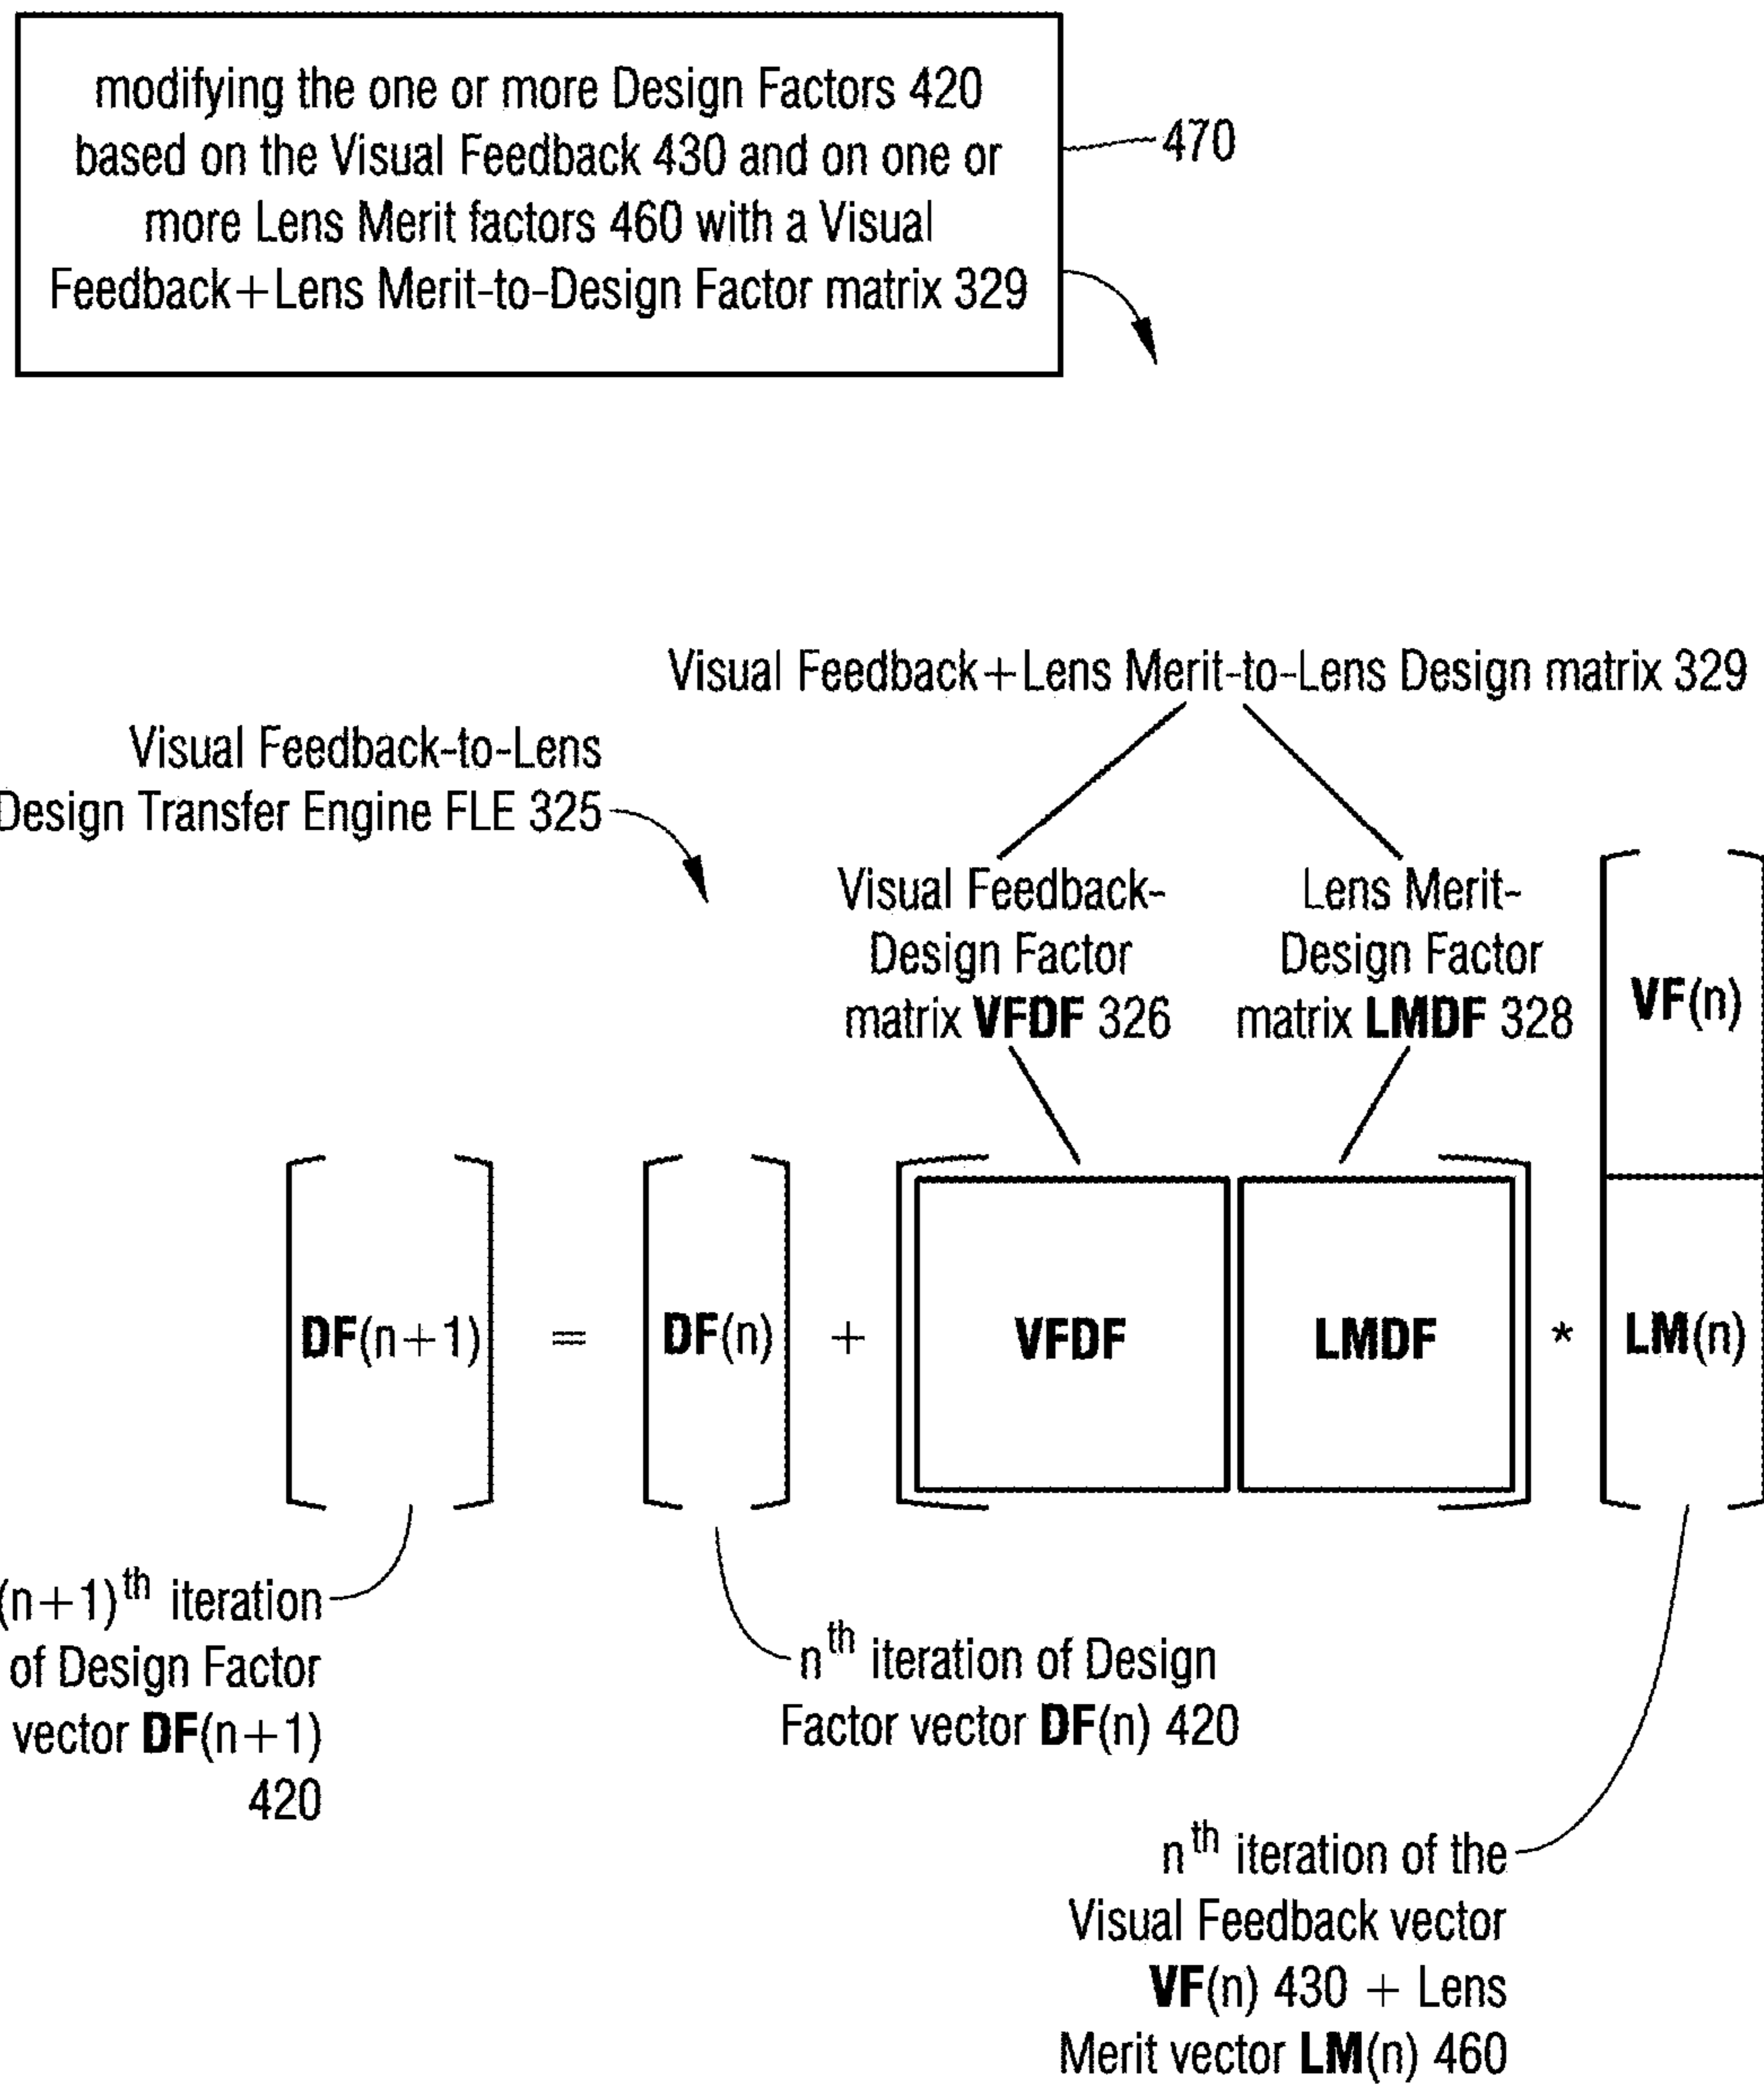 modifying the one or more Design Factors 420
based on the Visual Feedback 430 and on one or
more Lens Merit factors 460 with a Visual
Feedback+Lens Merit-to-Design Factor matrix 329
470
Visual Feedback+Lens Merit-to-Lens Design matrix 329
Visual Feedback-to-Lens
Design Transfer Engine FLE 325
Visual Feedback-
Design Factor
matrix VFDF 326
Lens Merit-
Design Factor
matrix LMDF 328
VF(n)
DF(n+1) = DF(n) + VFDF LMDF * LM(n)
(n+1)th iteration
of Design Factor
vector DF(n+1)
420
nth iteration of Design
Factor vector DF(n) 420
nth iteration of the
Visual Feedback vector
VF(n) 430 + Lens
Merit vector LM(n) 460